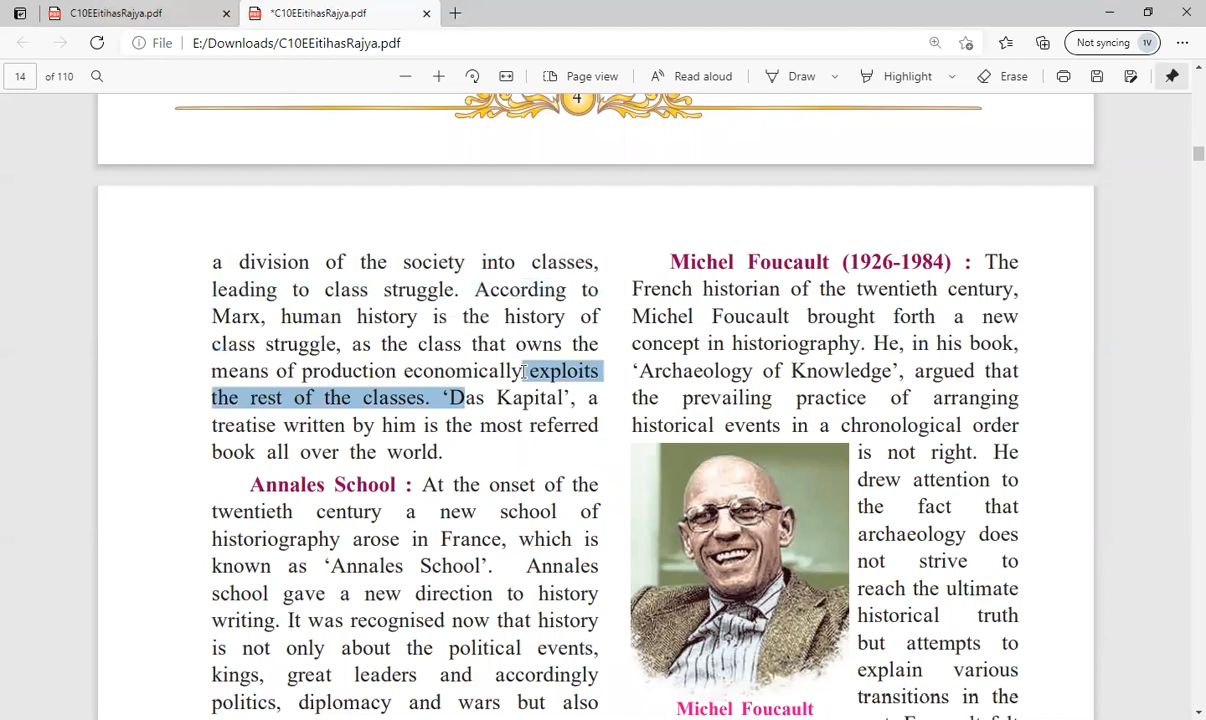 C10EEitihasRajya.pdf
*C10EEitihasRajya.pdf
File
E:/Downloads/C10EEitihasRajya.pdf
Not syncing
1V
14 of 110
Page view
Read aloud
Draw
Highlight
Erase
4
a division of the society into classes,
leading to class struggle. According to
Marx, human history is the history of
class struggle, as the class that owns the
means of production economically exploits
the rest of the classes. ‘Das Kapital’, a
treatise written by him is the most referred
book all over the world.
Annales School : At the onset of the
twentieth century a new school of
historiography arose in France, which is
known as ‘Annales School’. Annales
school gave a new direction to history
writing. It was recognised now that history
is not only about the political events,
kings, great leaders and accordingly
politics, diplomacy and wars but also
Michel Foucault (1926-1984) : The
French historian of the twentieth century,
Michel Foucault brought forth a new
concept in historiography. He, in his book,
‘Archaeology of Knowledge’, argued that
the prevailing practice of arranging
historical events in a chronological order
is not right. He
drew attention to
the fact that
archaeology does
not strive to
reach the ultimate
historical truth
but attempts to
explain various
transitions in the
Michel Foucault